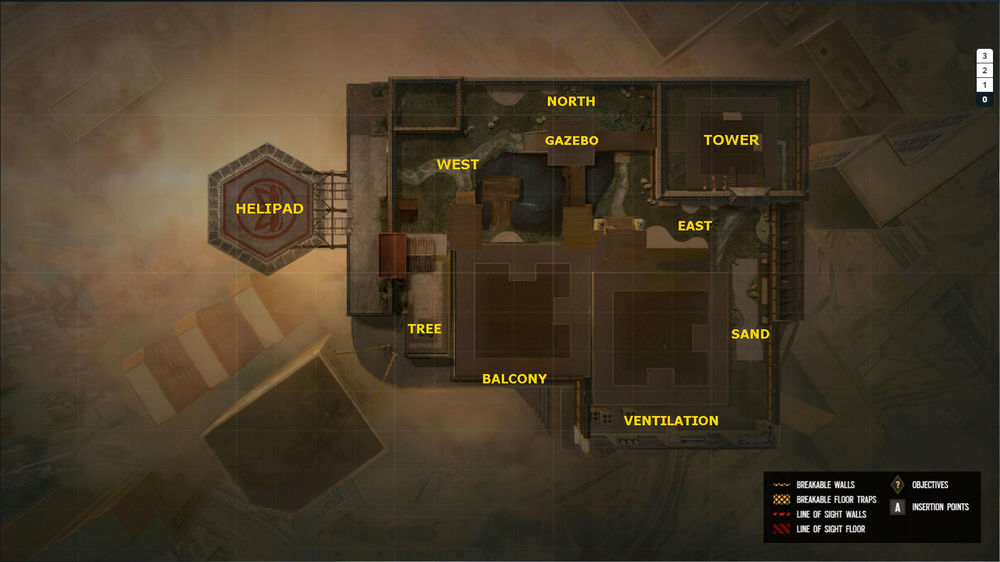 3
2
1
0
NORTH
GAZEBO
TOWER
WEST
HELIPAD
EAST
TREE
SAND
BALCONY
VENTILATION
BREAKABLE WALLS
BREAKABLE FLOOR TRAPS
LINE OF SIGHT WALLS
LINE OF SIGHT FLOOR
? OBJECTIVES
A INSERTION POINTS